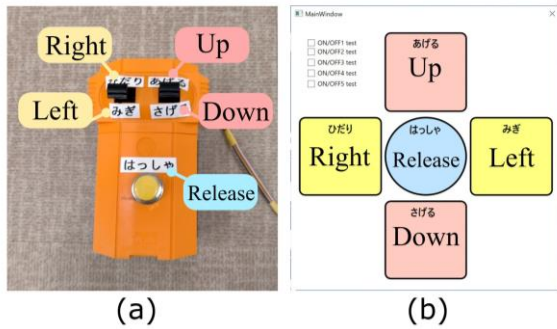 Right
Up
ひだり
あげる
Left
みぎ
さげる
Down
はっしゃ
Release
(a)
MainWindow
ON/OFF1 test
ON/OFF2 test
ON/OFF3 test
ON/OFF4 test
ON/OFF5 test
あげる
Up
ひだり
Right
はっしゃ
Release
みぎ
Left
さげる
Down
(b)